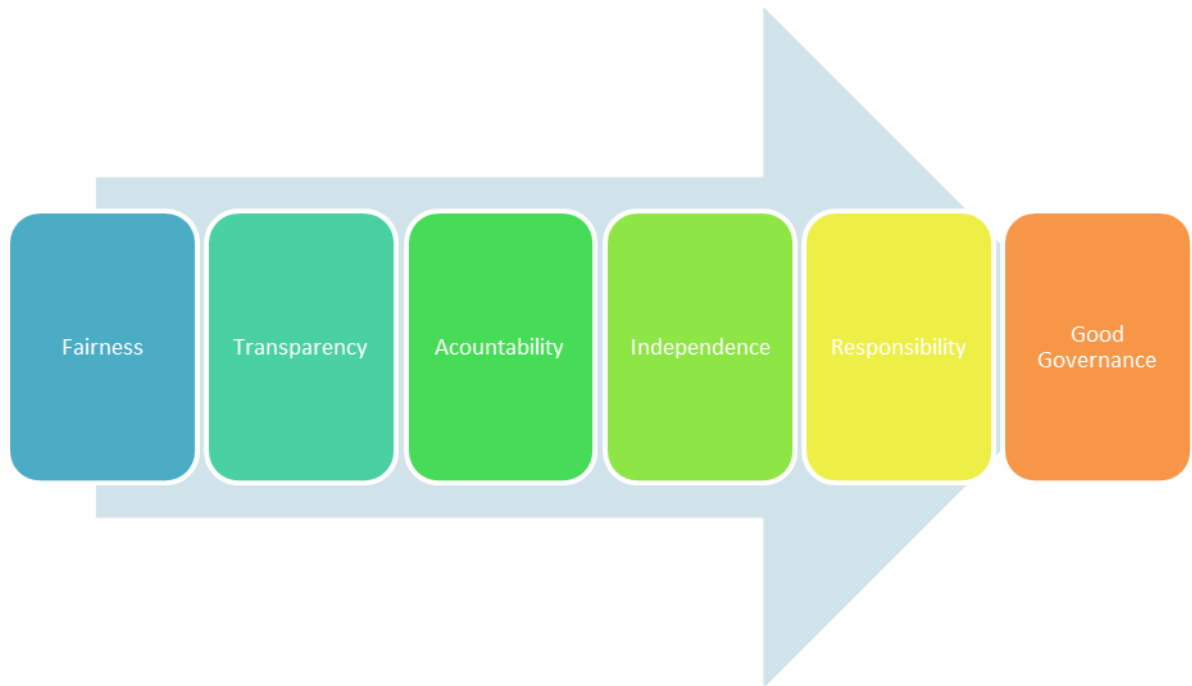 Fairness
Transparency
Acountability
Independence
Responsibility
Good
Governance